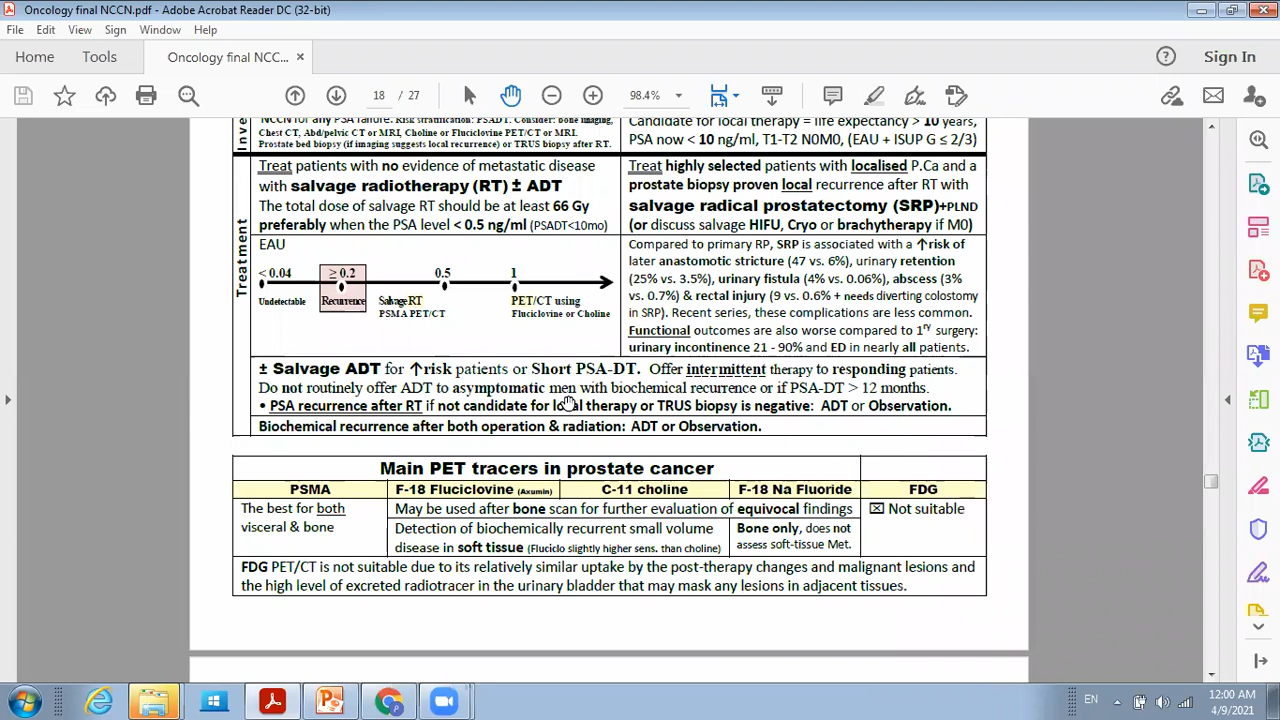 Oncology final NCCN.pdf - Adobe Acrobat Reader DC (32-bit)
File Edit View Sign Window Help
Home Tools Oncology final NCC... × Sign In
18 / 27 98.4%
Inve
NCCN for any PSA failure. Risk stratification: PSADT. Consider: bone imaging,
Chest CT, Abd/pelvic CT or MRI, Choline or Fluciclovine PET/CT or MRI.
Prostate bed biopsy (if imaging suggests local recurrence) or TRUS biopsy after RT.
Candidate for local therapy = life expectancy > 10 years,
PSA now < 10 ng/ml, T1-T2 N0M0, (EAU + ISUP G ≤ 2/3)
Treatment
Treat patients with no evidence of metastatic disease
with salvage radiotherapy (RT) ± ADT
The total dose of salvage RT should be at least 66 Gy
preferably when the PSA level < 0.5 ng/ml (PSADT<10mo)
Treat highly selected patients with localised P.Ca and a
prostate biopsy proven local recurrence after RT with
salvage radical prostatectomy (SRP)+PLND
(or discuss salvage HIFU, Cryo or brachytherapy if M0)
EAU
< 0.04 ≥ 0.2 0.5 1
Undetectable Recurrence Salvage RT PET/CT using
PSMA PET/CT Fluciclovine or Choline
Compared to primary RP, SRP is associated with a ↑risk of
later anastomotic stricture (47 vs. 6%), urinary retention
(25% vs. 3.5%), urinary fistula (4% vs. 0.06%), abscess (3%
vs. 0.7%) & rectal injury (9 vs. 0.6% + needs diverting colostomy
in SRP). Recent series, these complications are less common.
Functional outcomes are also worse compared to 1ry surgery:
urinary incontinence 21 - 90% and ED in nearly all patients.
± Salvage ADT for ↑risk patients or Short PSA-DT. Offer intermittent therapy to responding patients.
Do not routinely offer ADT to asymptomatic men with biochemical recurrence or if PSA-DT > 12 months.
• PSA recurrence after RT if not candidate for local therapy or TRUS biopsy is negative: ADT or Observation.
Biochemical recurrence after both operation & radiation: ADT or Observation.
Main PET tracers in prostate cancer
PSMA F-18 Fluciclovine (Axumin) C-11 choline F-18 Na Fluoride FDG
The best for both
visceral & bone
May be used after bone scan for further evaluation of equivocal findings
Detection of biochemically recurrent small volume
disease in soft tissue (Fluciclo slightly higher sens. than choline)
Bone only, does not
assess soft-tissue Met.
☒ Not suitable
FDG PET/CT is not suitable due to its relatively similar uptake by the post-therapy changes and malignant lesions and
the high level of excreted radiotracer in the urinary bladder that may mask any lesions in adjacent tissues.
EN 12:00 AM
4/9/2021